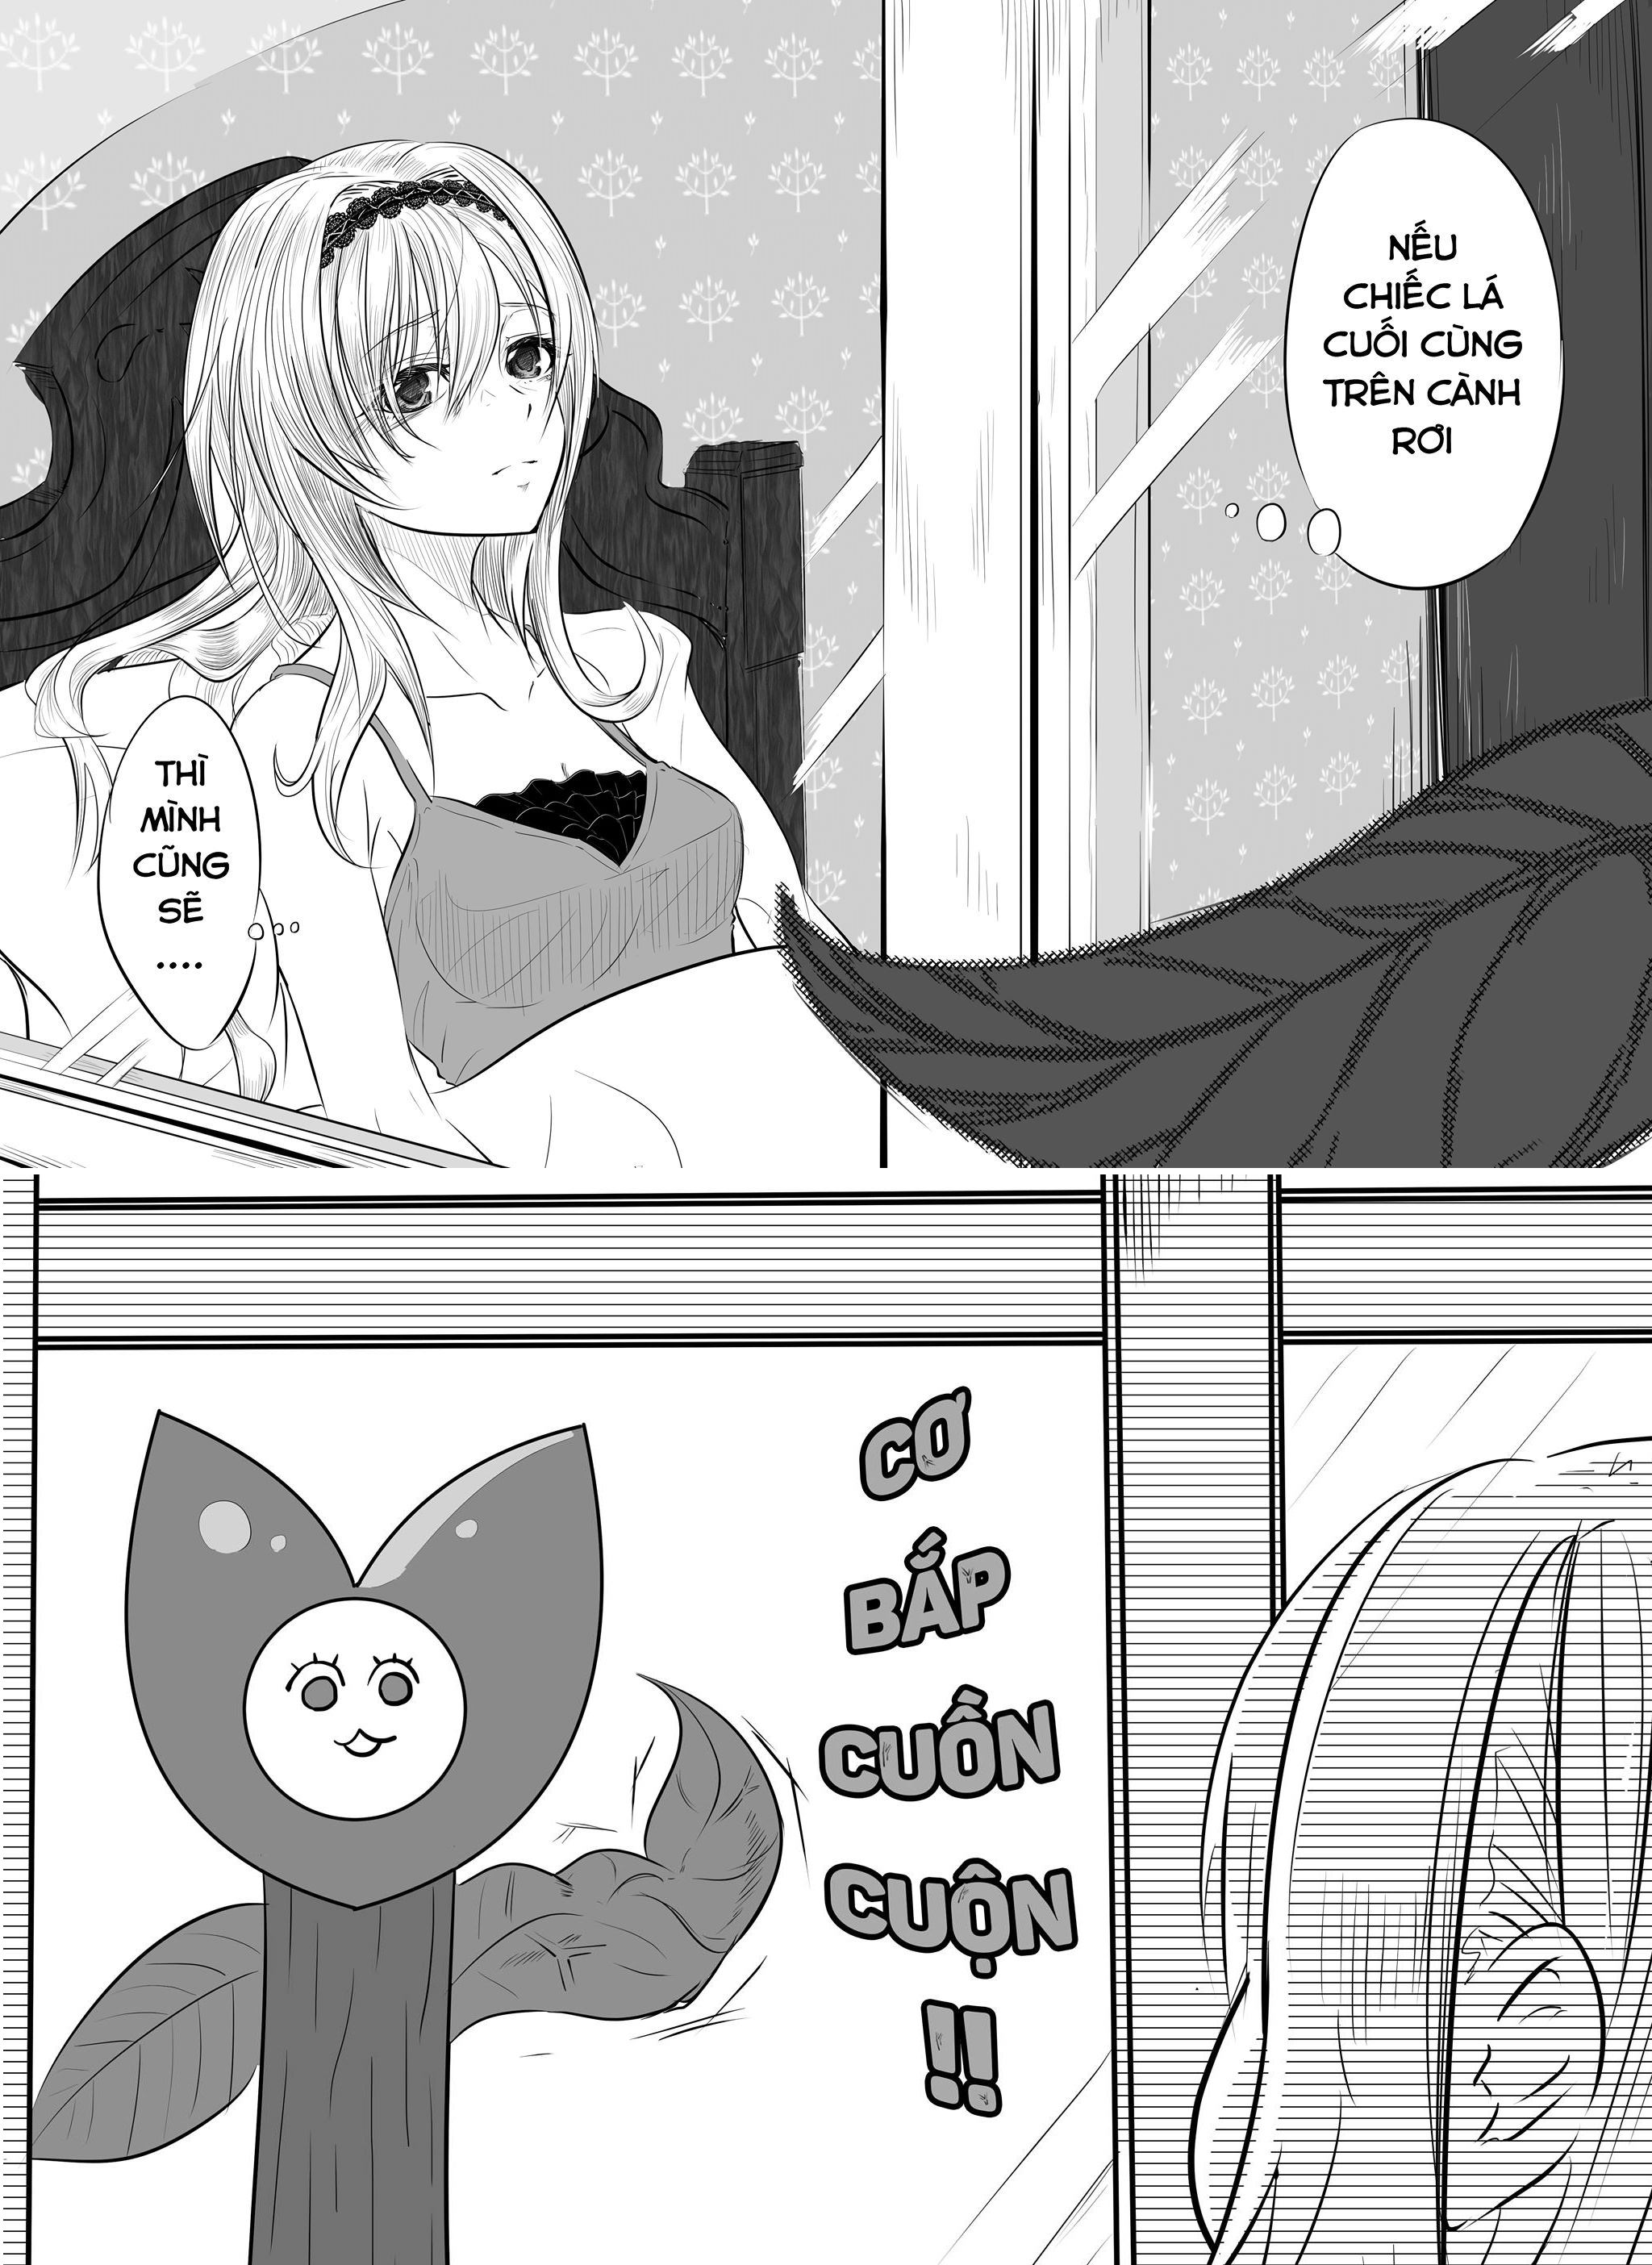 NẾU
CHIẾC LÁ
CUỐI CÙNG
TRÊN CÀNH
RƠI
THÌ
MÌNH
CŨNG
SẼ
....
CƠ
BẮP
CUỒN
CUỘN
!!